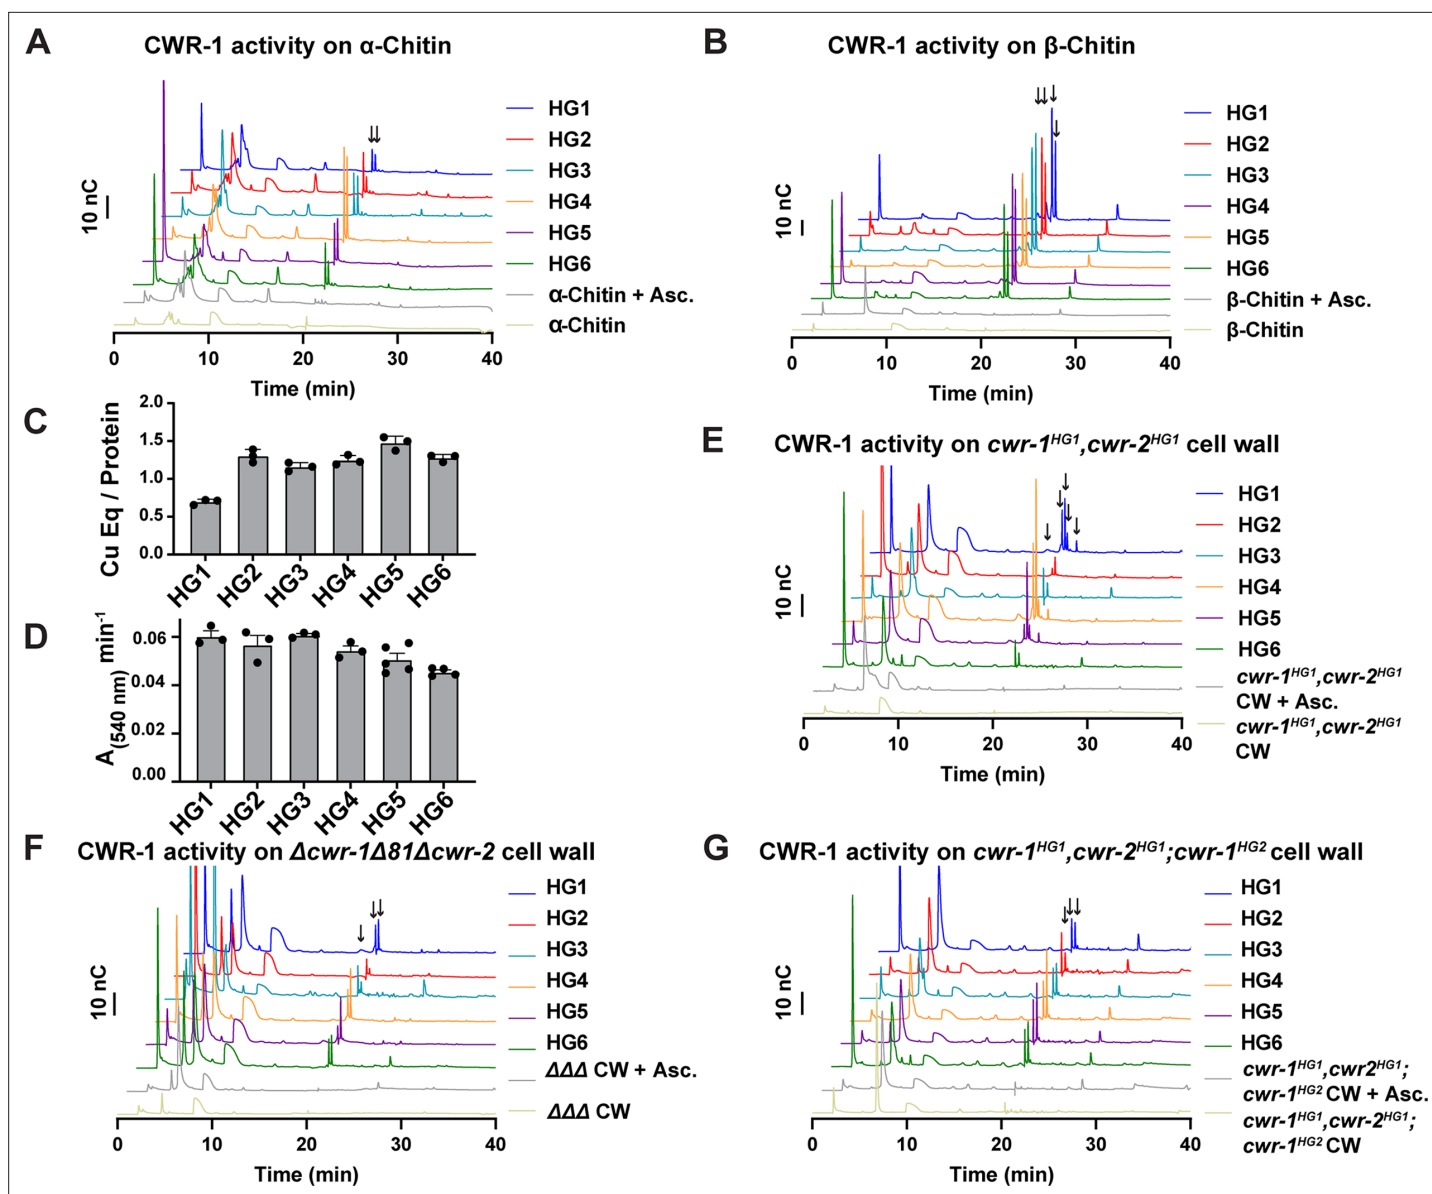 A
CWR-1 activity on α-Chitin
10 nC
HG1
HG2
HG3
HG4
HG5
HG6
α-Chitin + Asc.
α-Chitin
0 10 20 30 40
Time (min)
B
CWR-1 activity on β-Chitin
10 nC
HG1
HG2
HG3
HG4
HG5
HG6
β-Chitin + Asc.
β-Chitin
0 10 20 30 40
Time (min)
C
Cu Eq / Protein
2.0
1.5
1.0
0.5
0.0
HG1 HG2 HG3 HG4 HG5 HG6
D
A(540 nm) min-1
0.06
0.04
0.02
0.00
HG1 HG2 HG3 HG4 HG5 HG6
E
CWR-1 activity on cwr-1HG1,cwr-2HG1 cell wall
10 nC
HG1
HG2
HG3
HG4
HG5
HG6
cwr-1HG1,cwr-2HG1
CW + Asc.
cwr-1HG1,cwr-2HG1
CW
0 10 20 30 40
Time (min)
F
CWR-1 activity on Δcwr-1Δ81Δcwr-2 cell wall
10 nC
HG1
HG2
HG3
HG4
HG5
HG6
ΔΔΔ CW + Asc.
ΔΔΔ CW
0 10 20 30 40
Time (min)
G
CWR-1 activity on cwr-1HG1,cwr-2HG1;cwr-1HG2 cell wall
10 nC
HG1
HG2
HG3
HG4
HG5
HG6
cwr-1HG1,cwr2HG1;
cwr-1HG2 CW + Asc.
cwr-1HG1,cwr-2HG1;
cwr-1HG2 CW
0 10 20 30 40
Time (min)